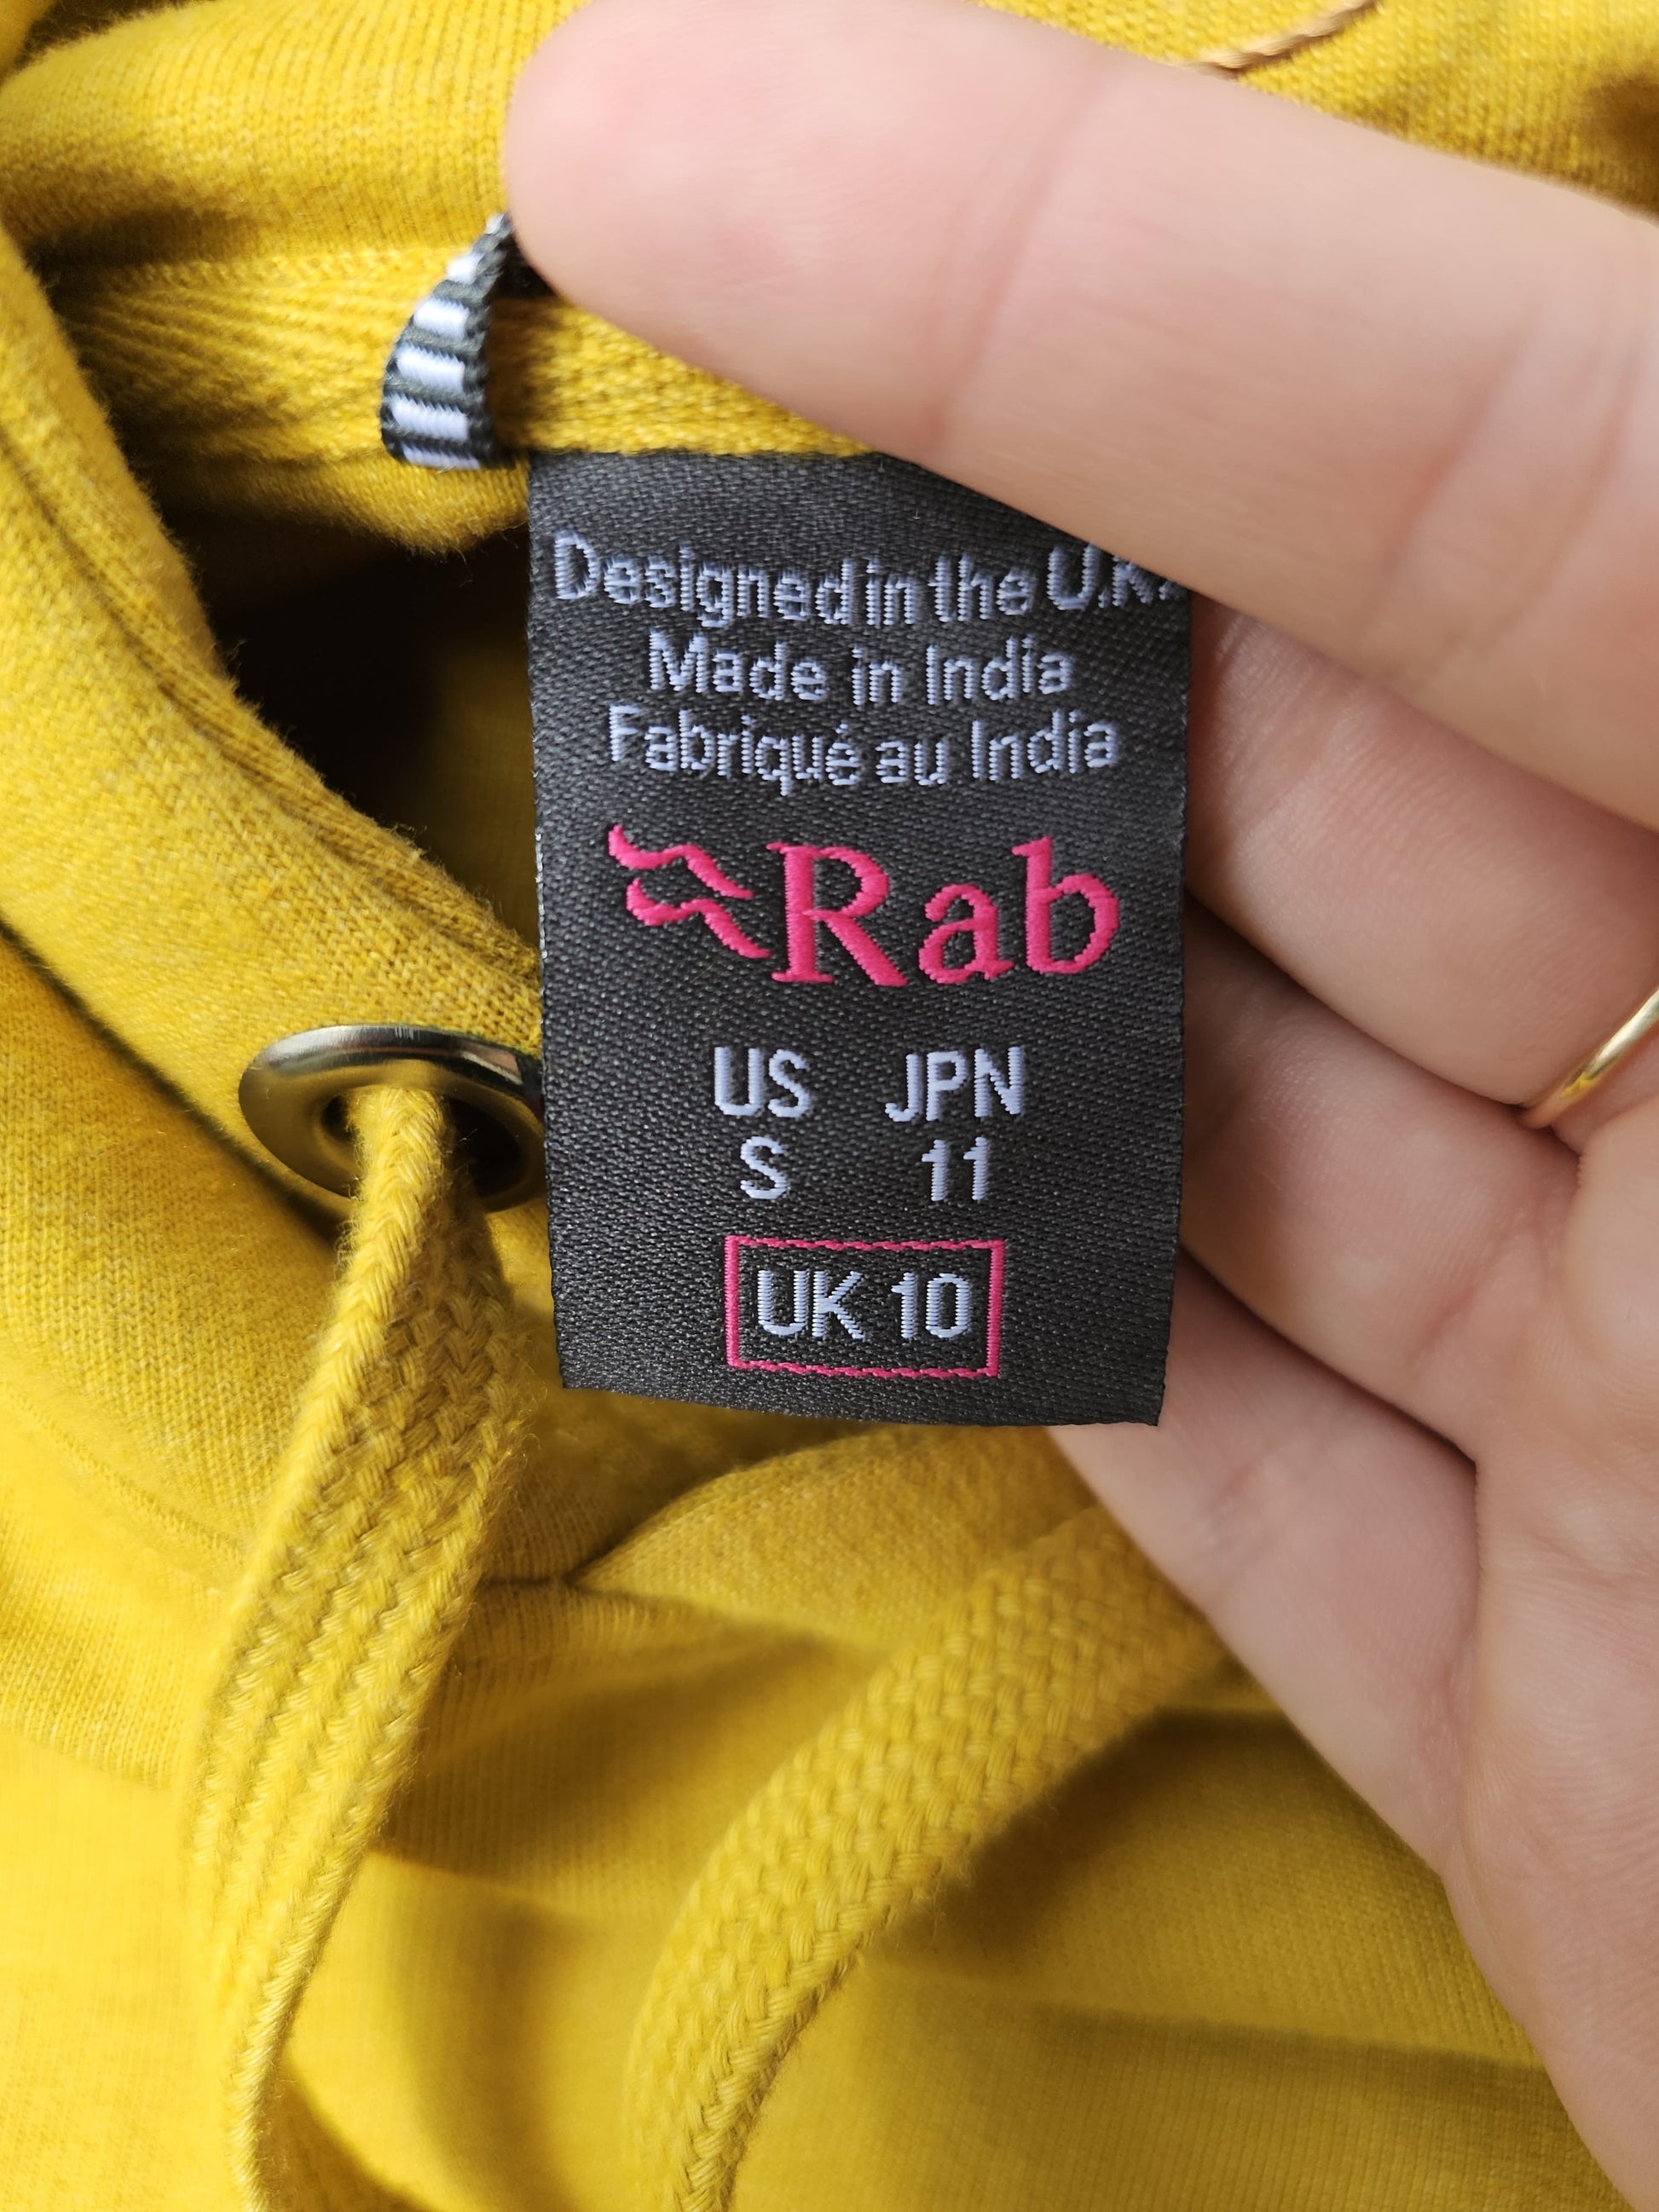 Designed in the U.K.
Made in India
Fabriqué au India
Rab
US JPN
S 11
UK 10